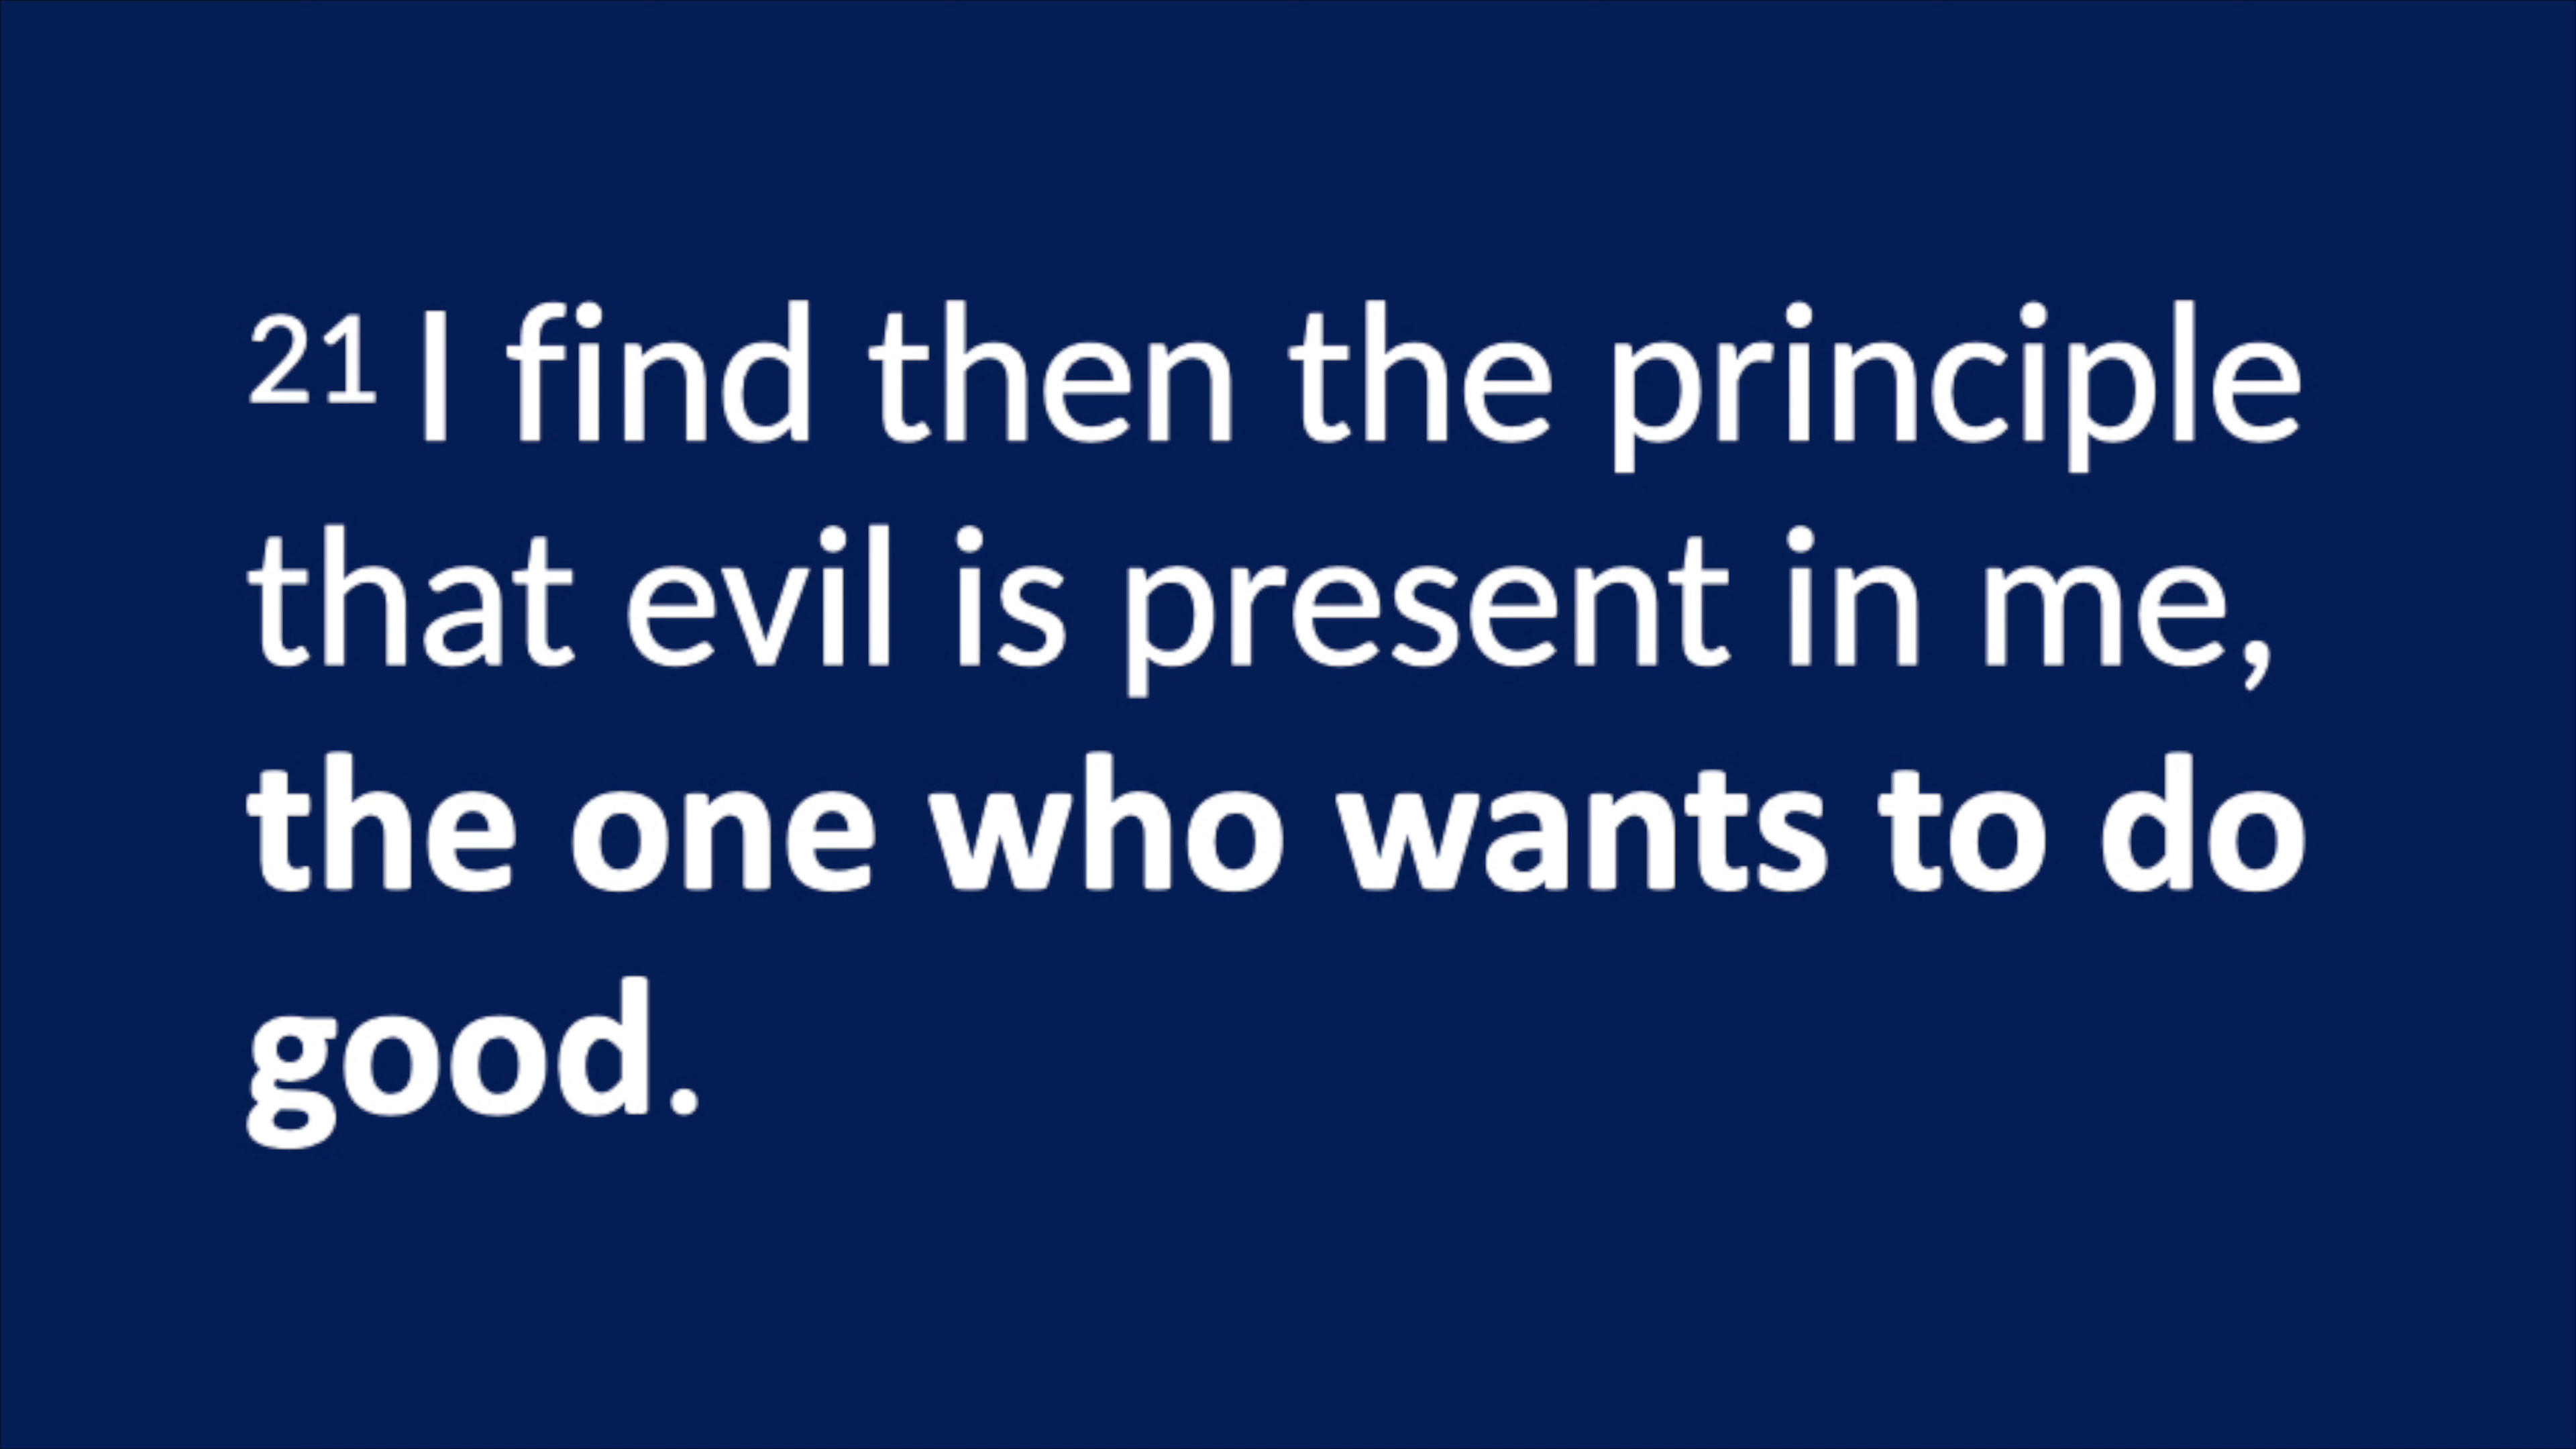 21 I find then the principle
that evil is present in me,
the one who wants to do
good.